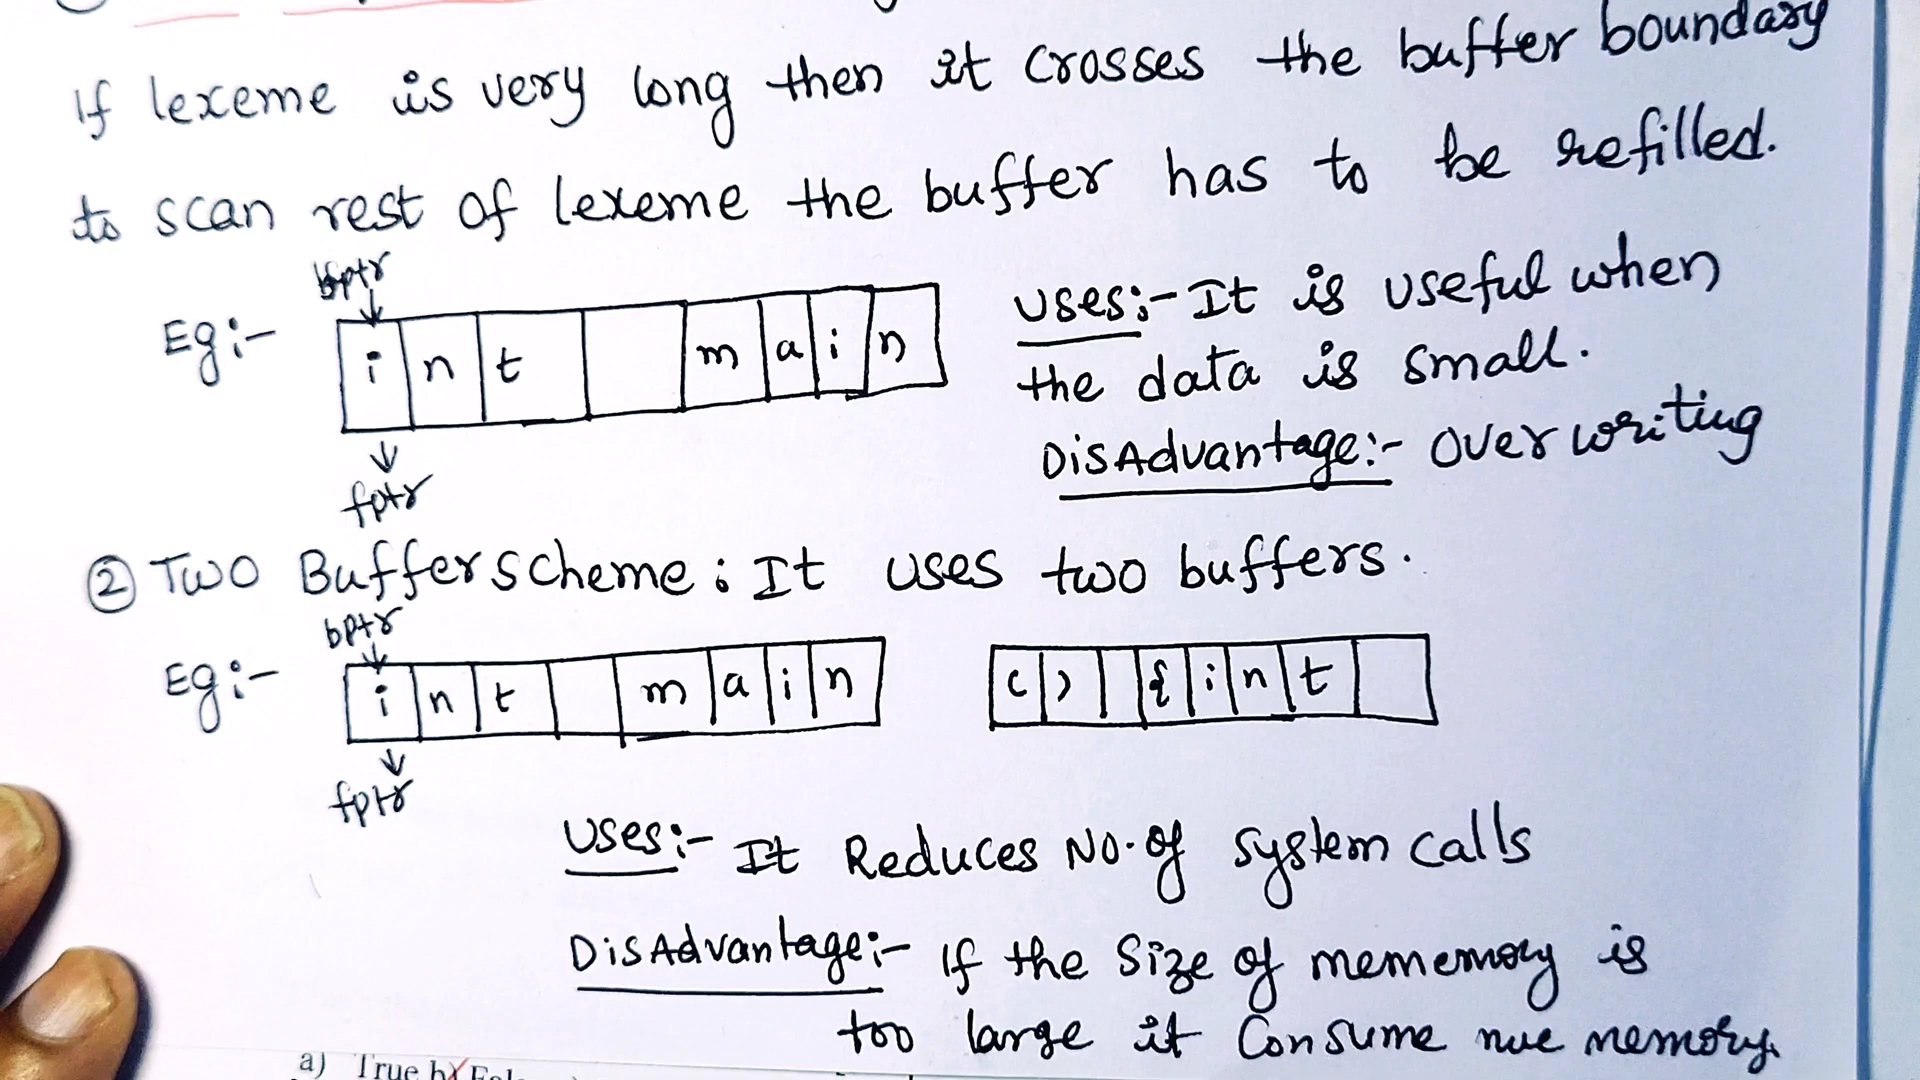 If lexeme is very long then it crosses the buffer boundary
to scan rest of lexeme the buffer has to be refilled.
bptr
Eg:- i n t m a i n
fptr
Uses:- It is useful when
the data is small.
DisAdvantage:- Over writing
② Two Buffer scheme: It uses two buffers.
bptr
Eg:- i n t m a i n ( ) { i n t
fptr
Uses:- It Reduces No. of system calls
DisAdvantage:- If the size of mememory is
too large it Consume memory.
a) True b)